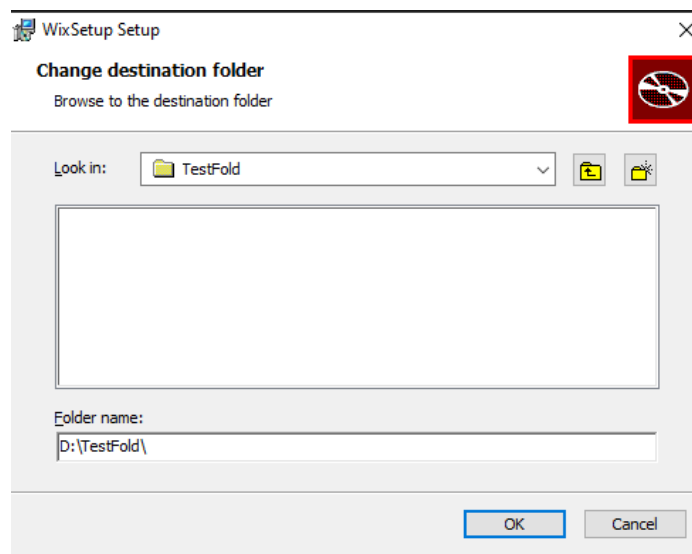 WixSetup Setup
Change destination folder
Browse to the destination folder
Look in:
TestFold
Folder name:
D:\TestFold\
OK
Cancel